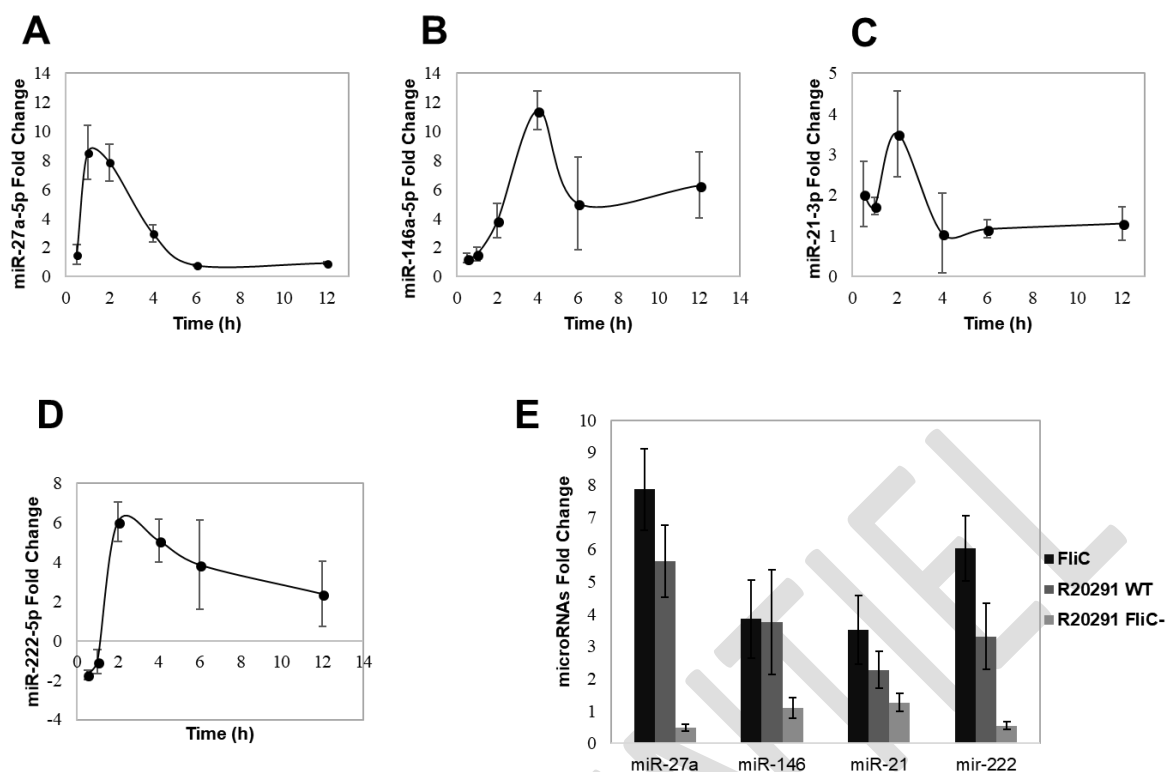 A
miR-27a-5p Fold Change
14
12
10
8
6
4
2
0
0 2 4 6 8 10 12
Time (h)
B
miR-146a-5p Fold Change
14
12
10
8
6
4
2
0
0 2 4 6 8 10 12 14
Time (h)
C
miR-21-3p Fold Change
5
4
3
2
1
0
0 2 4 6 8 10 12
Time (h)
D
miR-222-5p Fold Change
8
6
4
2
0
-2
-4
0 2 4 6 8 10 12 14
Time (h)
E
microRNAs Fold Change
10
9
8
7
6
5
4
3
2
1
0
miR-27a miR-146 miR-21 mir-222
FliC
R20291 WT
R20291 FliC-
NTIEL